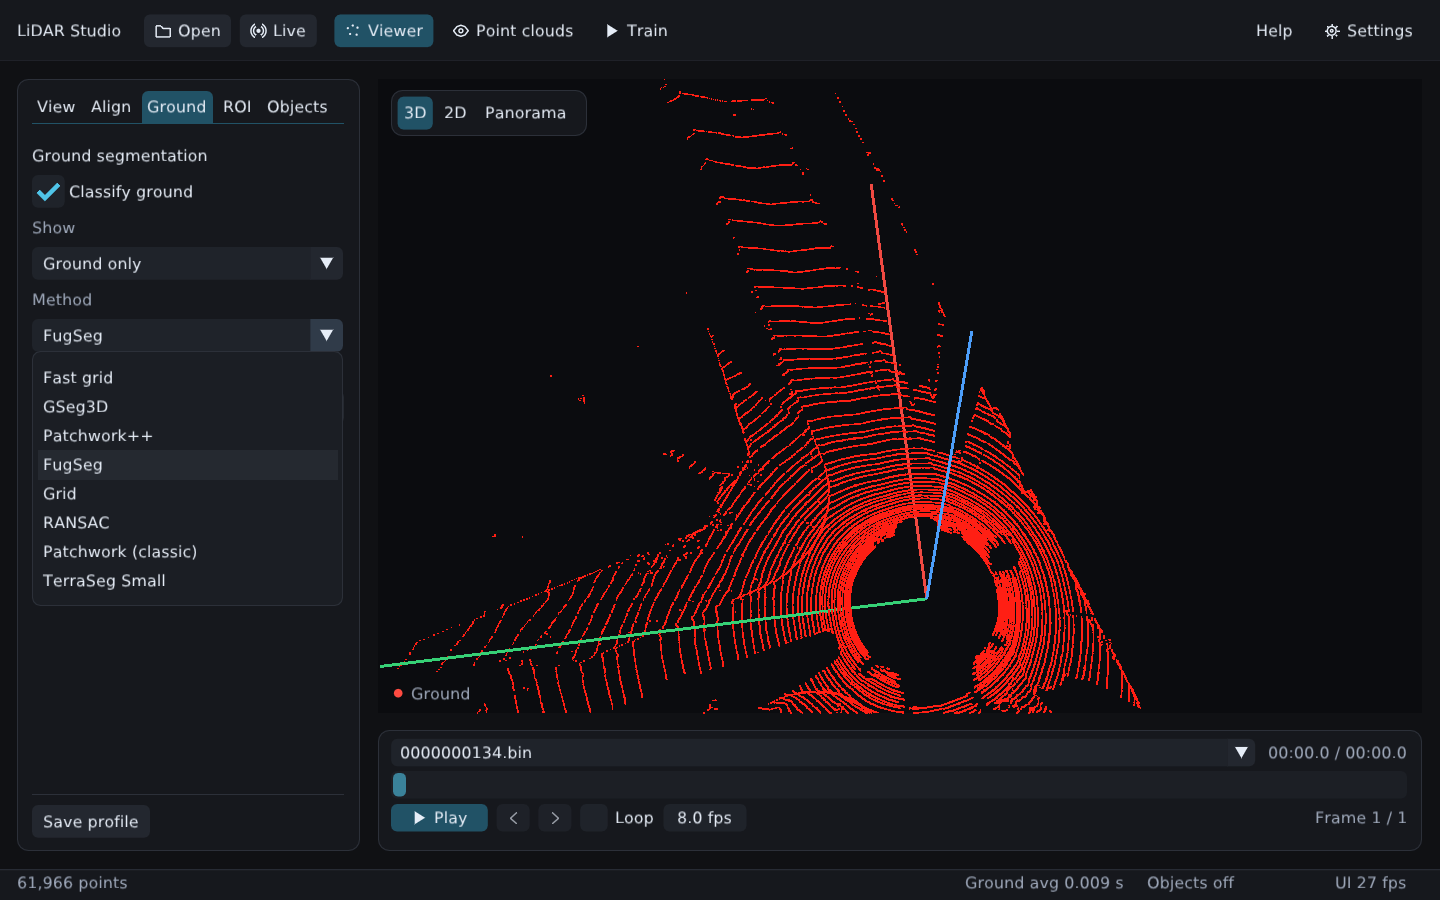 LiDAR Studio Open Live Viewer Point clouds Train Help Settings
View Align Ground ROI Objects
Ground segmentation
Classify ground
Show
Ground only
Method
FugSeg
Fast grid
GSeg3D
Patchwork++
FugSeg
Grid
RANSAC
Patchwork (classic)
TerraSeg Small
Save profile
3D 2D Panorama
Ground
0000000134.bin 00:00.0 / 00:00.0
Play < > Loop 8.0 fps Frame 1 / 1
61,966 points Ground avg 0.009 s Objects off UI 27 fps